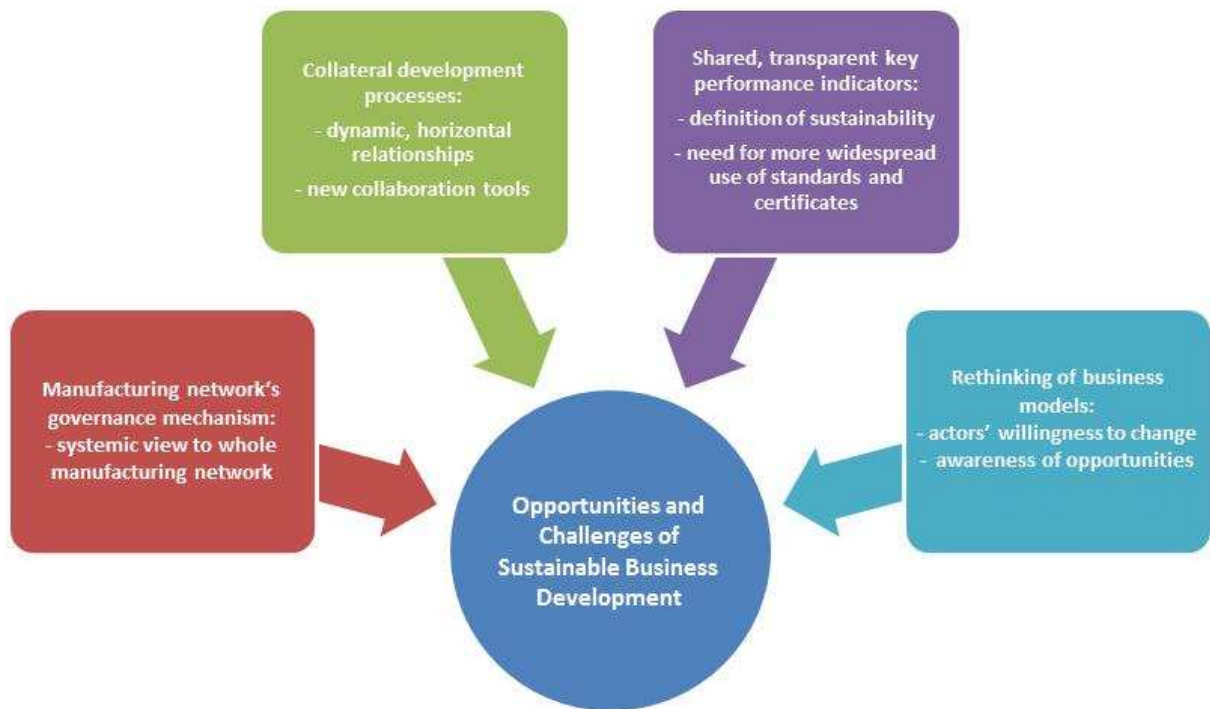 Collateral development
processes:
- dynamic, horizontal
relationships
- new collaboration tools
Shared, transparent key
performance indicators:
- definition of sustainability
- need for more widespread
use of standards and
certificates
Manufacturing network's
governance mechanism:
- systemic view to whole
manufacturing network
Rethinking of business
models:
- actors' willingness to change
- awareness of opportunities
Opportunities and
Challenges of
Sustainable Business
Development